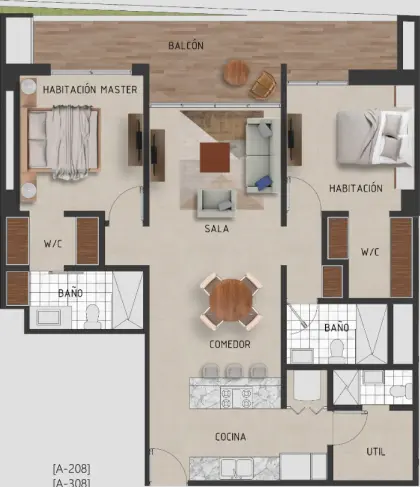 BALCÓN
HABITACIÓN MASTER
HABITACIÓN
SALA
W/C
W/C
BAÑO
BAÑO
COMEDOR
COCINA
UTIL
[A-208]
[A-308]